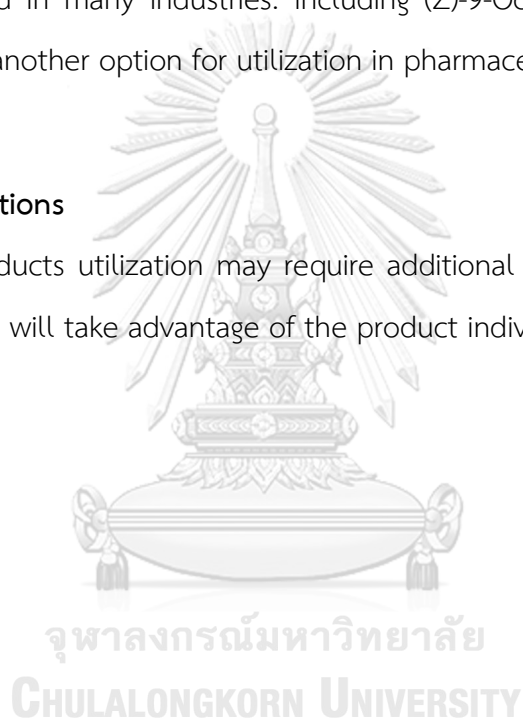 d in many industries. Including (Z)-9-Oc
another option for utilization in pharmace
tions
ducts utilization may require additional
will take advantage of the product indiv
จุฬาลงกรณ์มหาวิทยาลัย
CHULALONGKORN UNIVERSITY